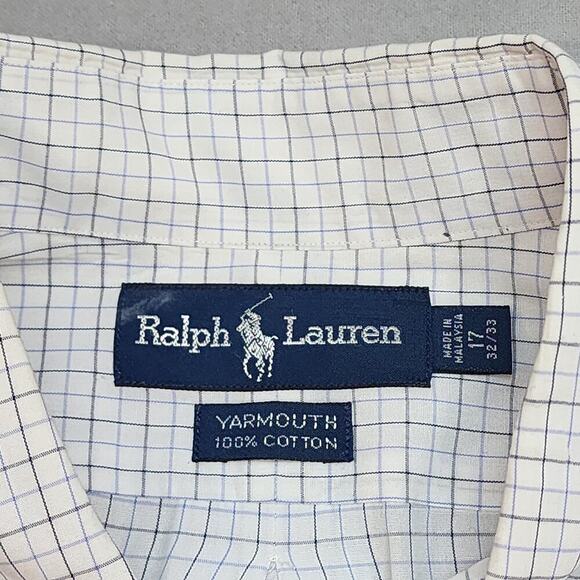 Ralph Lauren
MADE IN
MALAYSIA
17
32/33
YARMOUTH
100% COTTON